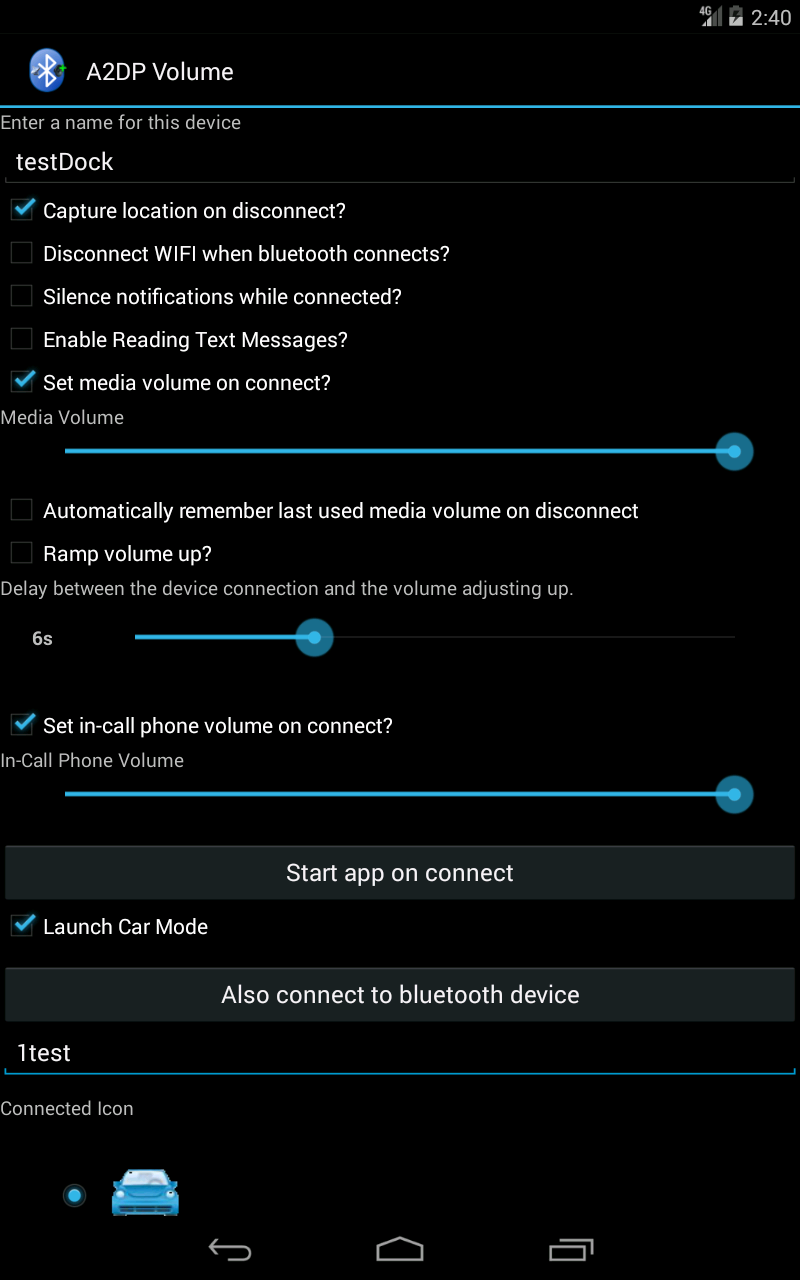 4G 2:40
A2DP Volume
Enter a name for this device
testDock
Capture location on disconnect?
Disconnect WIFI when bluetooth connects?
Silence notifications while connected?
Enable Reading Text Messages?
Set media volume on connect?
Media Volume
Automatically remember last used media volume on disconnect
Ramp volume up?
Delay between the device connection and the volume adjusting up.
6s
Set in-call phone volume on connect?
In-Call Phone Volume
Start app on connect
Launch Car Mode
Also connect to bluetooth device
1test
Connected Icon